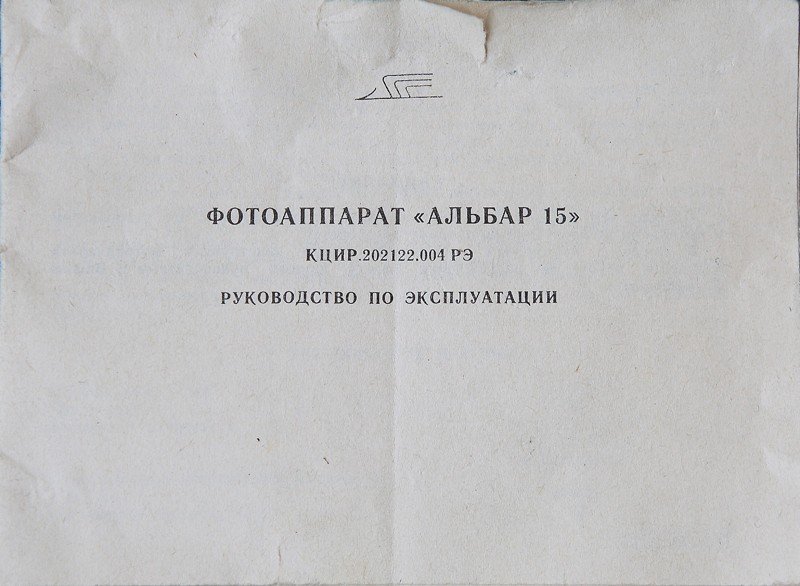 ФОТОАППАРАТ «АЛЬБАР 15»
КЦИР.202122.004 РЭ
РУКОВОДСТВО ПО ЭКСПЛУАТАЦИИ